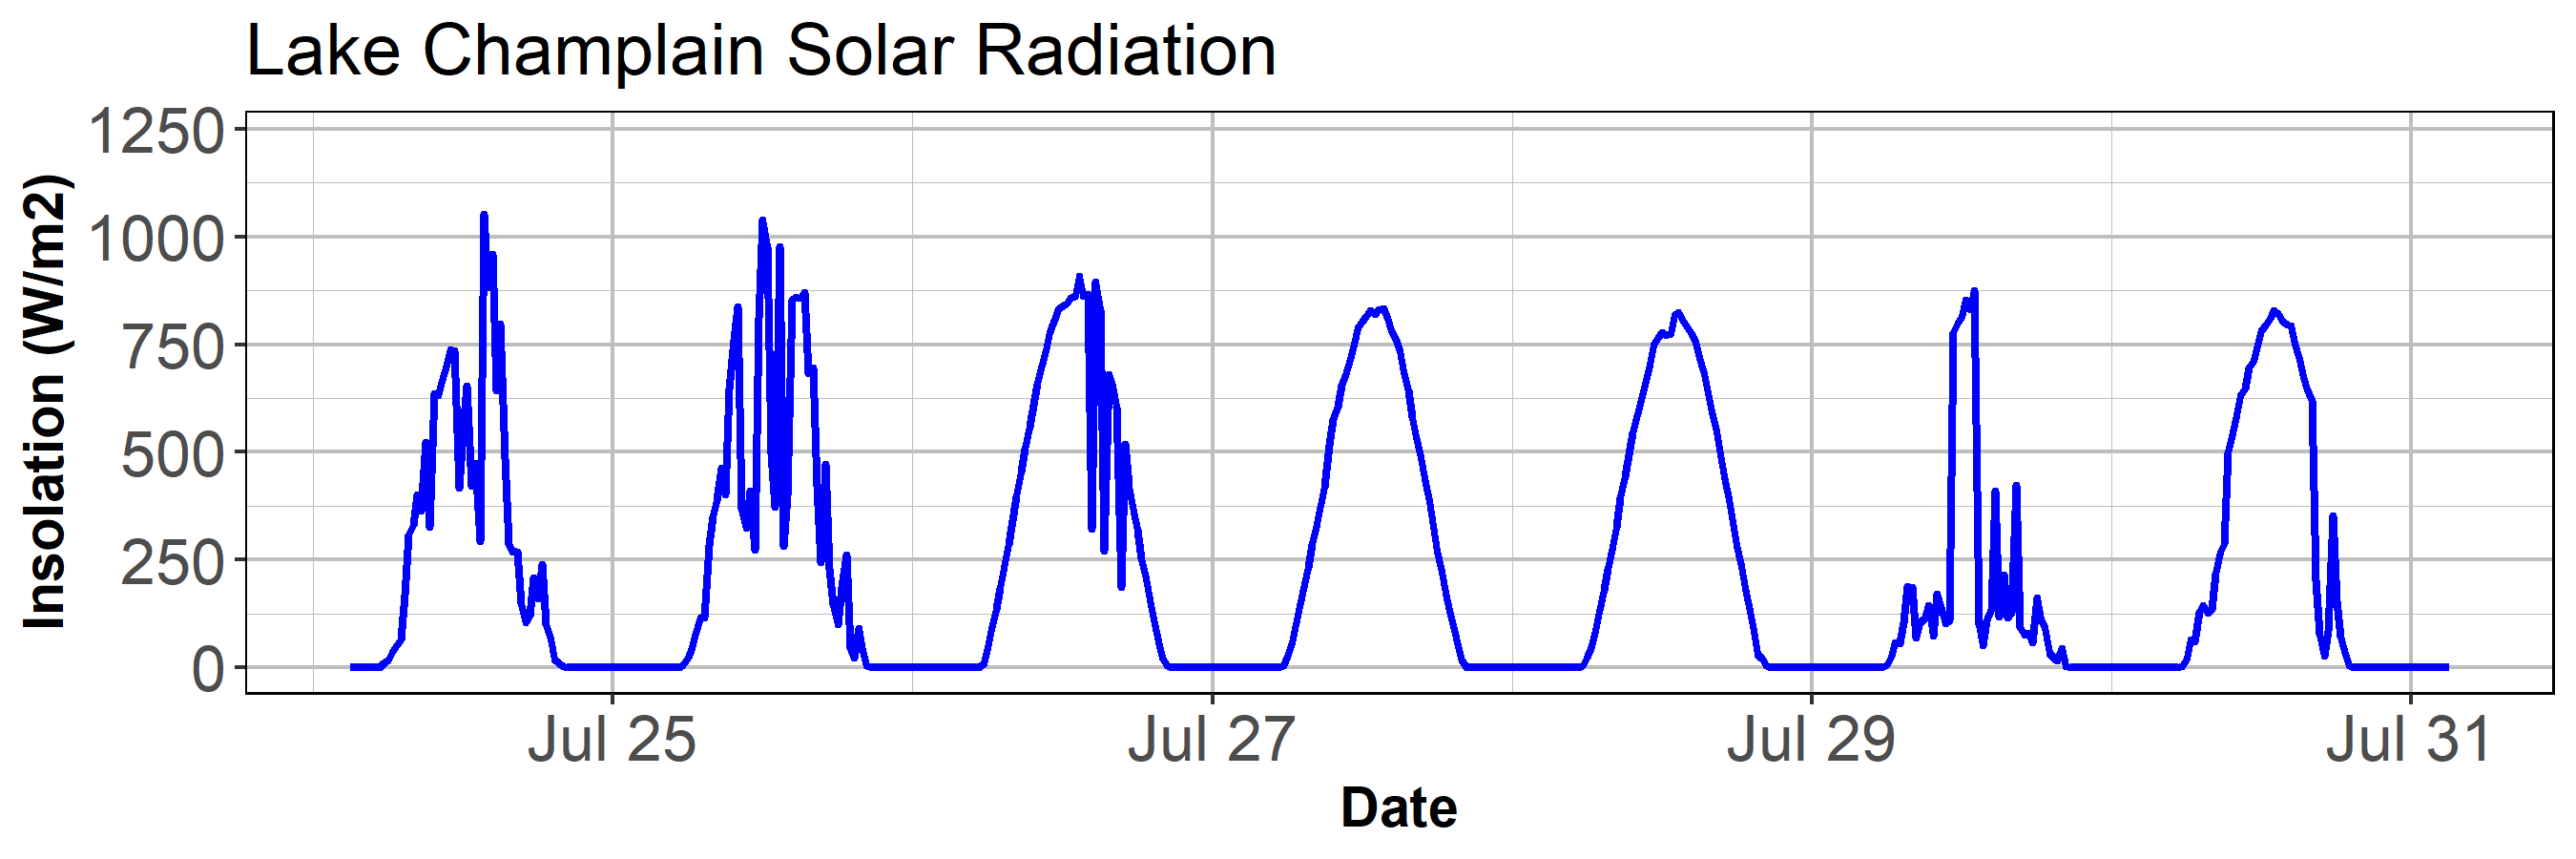 Lake Champlain Solar Radiation
Insolation (W/m2)
1250
1000
750
500
250
0
Jul 25
Jul 27
Jul 29
Jul 31
Date